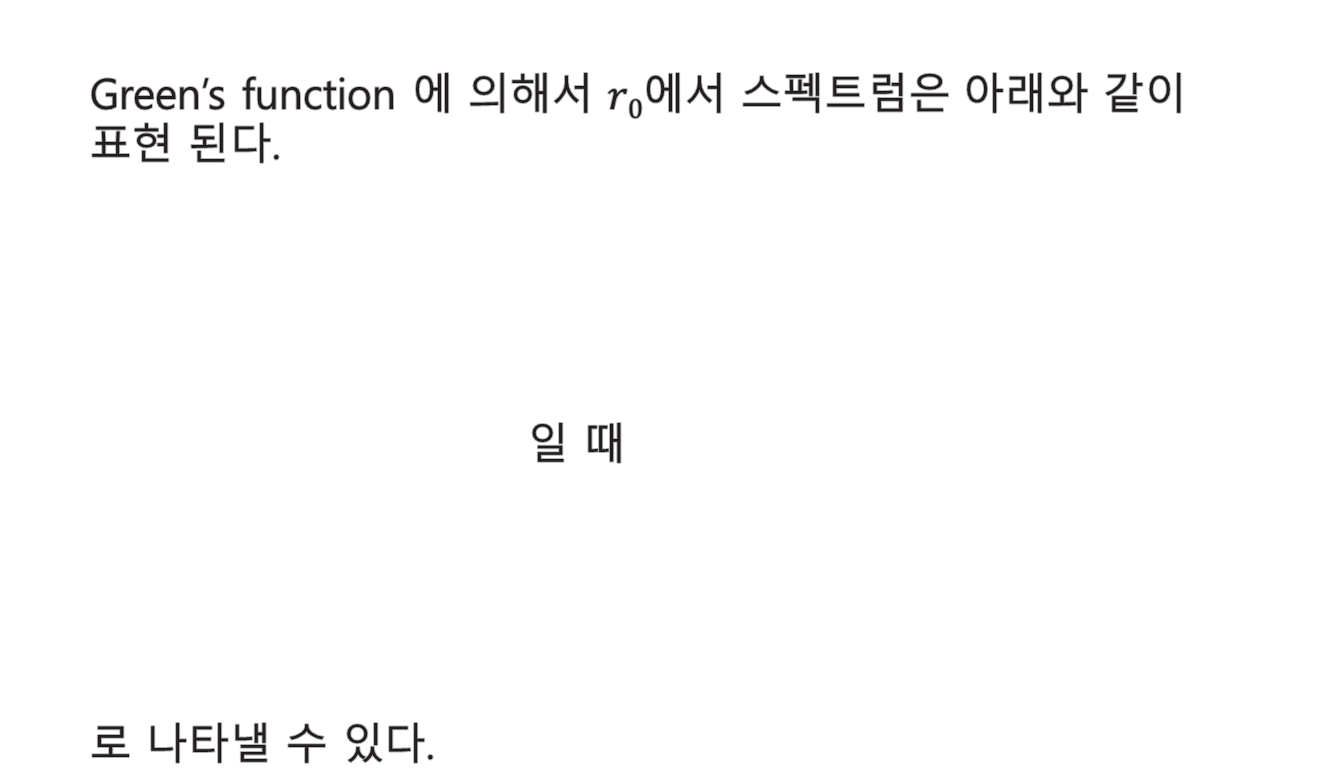 Green’s function 에 의해서 r₀에서 스펙트럼은 아래와 같이
표현 된다.
일 때
로 나타낼 수 있다.